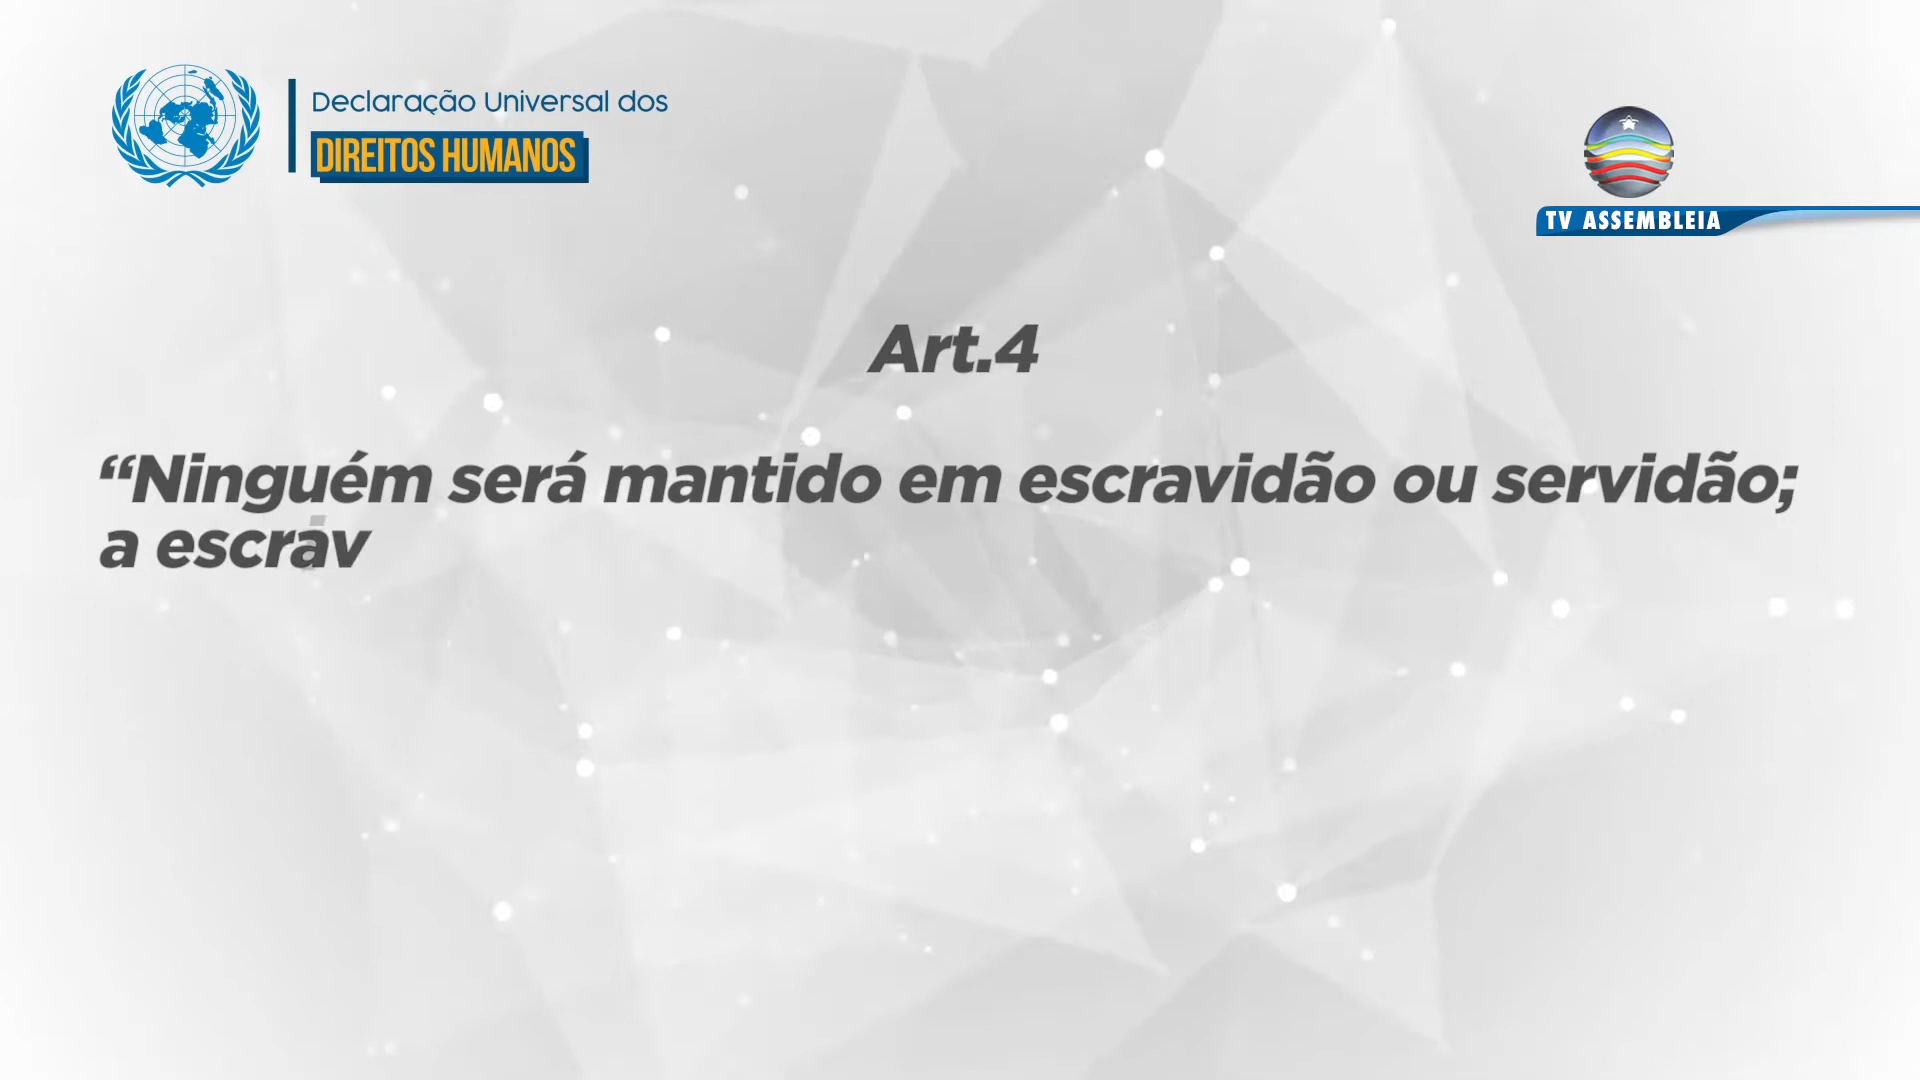 Declaração Universal dos
DIREITOS HUMANOS
TV ASSEMBLEIA
Art.4
“Ninguém será mantido em escravidão ou servidão;
a escrav